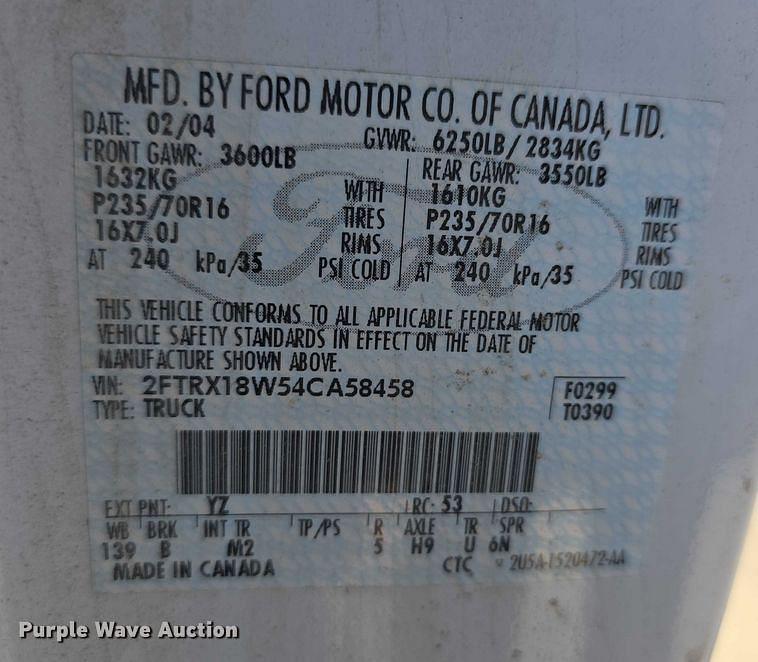 MFD. BY FORD MOTOR CO. OF CANADA, LTD.
DATE: 02/04 GVWR: 6250LB/ 2834KG
FRONT GAWR: 3600LB REAR GAWR: 3550LB
1632KG WITH 1610KG WITH
P235/70R16 TIRES P235/70R16 TIRES
16X7.0J RIMS 16X7.0J RIMS
AT 240 kPa/35 PSI COLD AT 240 kPa/35 PSI COLD
Ford
THIS VEHICLE CONFORMS TO ALL APPLICABLE FEDERAL MOTOR
VEHICLE SAFETY STANDARDS IN EFFECT ON THE DATE OF
MANUFACTURE SHOWN ABOVE.
VIN: 2FTRX18W54CA58458 F0299
TYPE: TRUCK T0390
EXT PNT: YZ RC: 53 DSO:
WB BRK INT TR TP/PS R AXLE TR SPR
139 B M2 5 H9 U 6N
MADE IN CANADA CTC 2U5A-1520472-AA
Purple Wave Auction